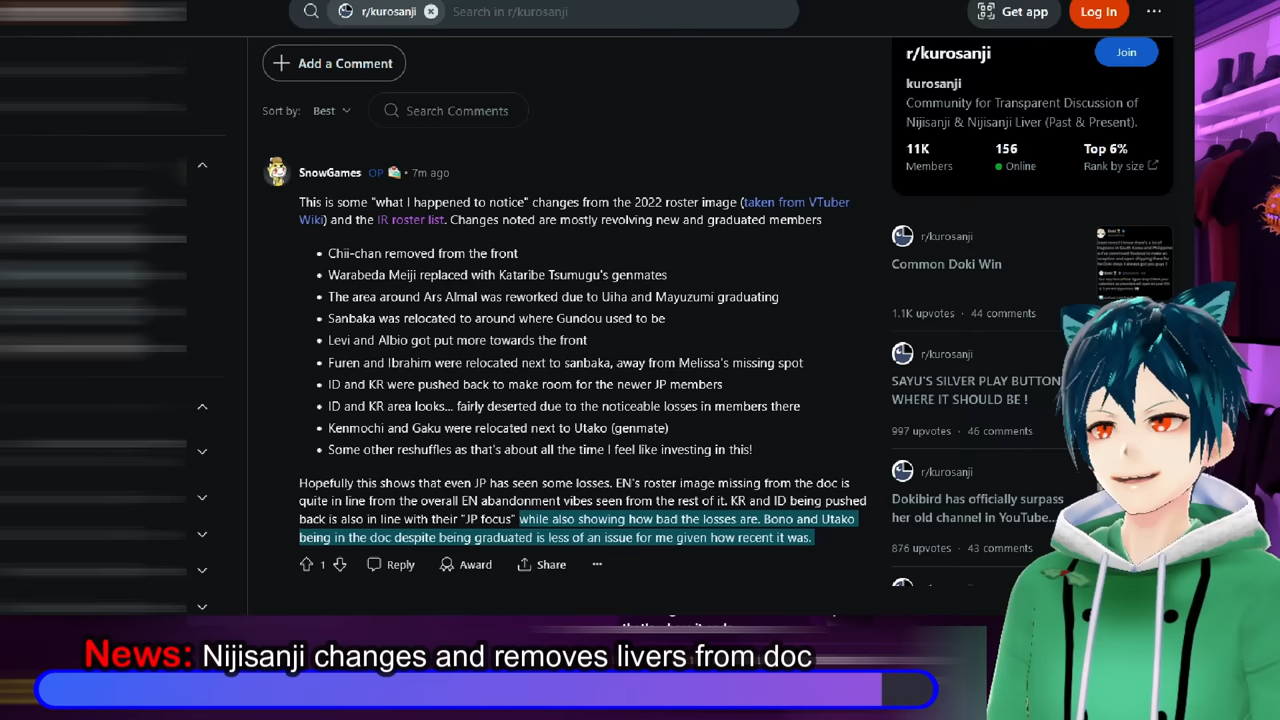 r/kurosanji
Search in r/kurosanji
Get app
Log In
Add a Comment
Sort by:
Best
Search Comments
SnowGames OP • 7m ago
This is some "what I happened to notice" changes from the 2022 roster image (taken from VTuber
Wiki) and the IR roster list. Changes noted are mostly revolving new and graduated members
• Chii-chan removed from the front
• Warabeda Meiji replaced with Kataribe Tsumugu's genmates
• The area around Ars Almal was reworked due to Uiha and Mayuzumi graduating
• Sanbaka was relocated to around where Gundou used to be
• Levi and Albio got put more towards the front
• Furen and Ibrahim were relocated next to sanbaka, away from Melissa's missing spot
• ID and KR were pushed back to make room for the newer JP members
• ID and KR area looks... fairly deserted due to the noticeable losses in members there
• Kenmochi and Gaku were relocated next to Utako (genmate)
• Some other reshuffles as that's about all the time I feel like investing in this!
Hopefully this shows that even JP has seen some losses. EN's roster image missing from the doc is
quite in line from the overall EN abandonment vibes seen from the rest of it. KR and ID being pushed
back is also in line with their "JP focus" while also showing how bad the losses are. Bono and Utako
being in the doc despite being graduated is less of an issue for me given how recent it was.
1
Reply
Award
Share
r/kurosanji
Join
kurosanji
Community for Transparent Discussion of
Nijisanji & Nijisanji Liver (Past & Present).
11K
156
Top 6%
Members
Online
Rank by size
r/kurosanji
Common Doki Win
1.1K upvotes • 44 comments
r/kurosanji
SAYU'S SILVER PLAY BUTTON
WHERE IT SHOULD BE !
997 upvotes • 46 comments
r/kurosanji
Dokibird has officially surpass
her old channel in YouTube...
876 upvotes • 43 comments
News: Nijisanji changes and removes livers from doc